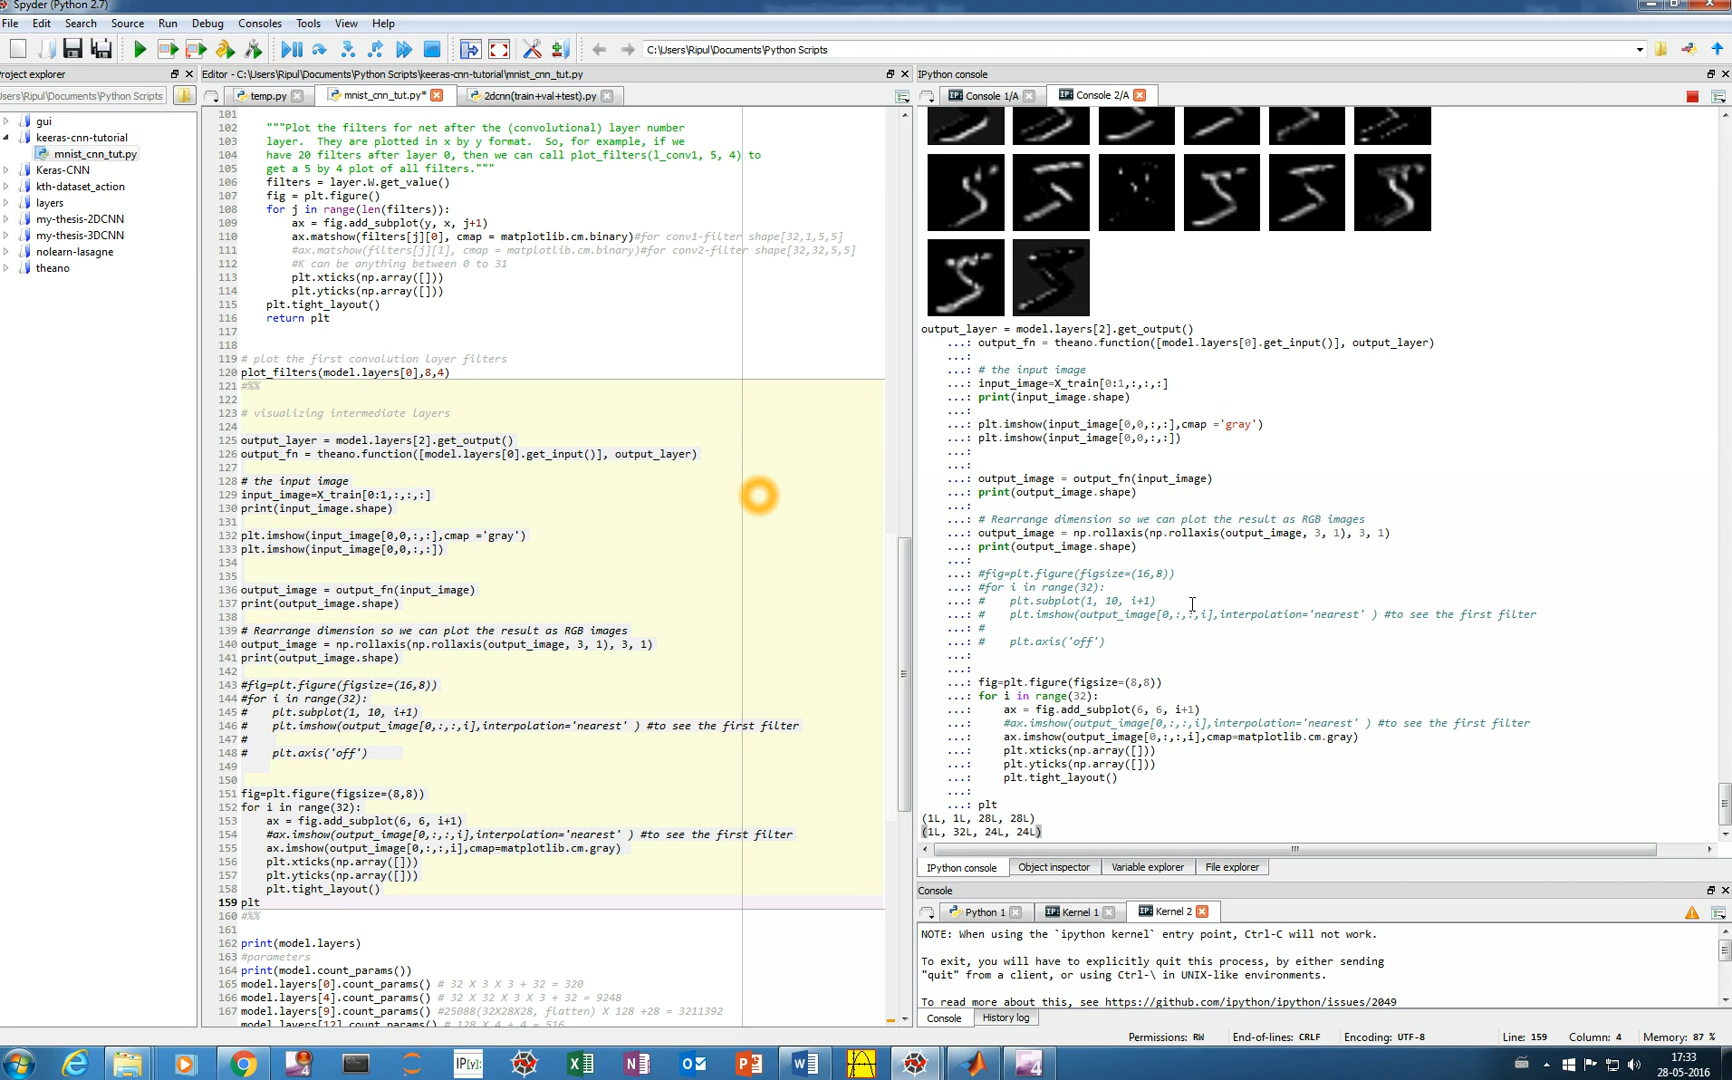 Spyder (Python 2.7)
File Edit Search Source Run Debug Consoles Tools View Help
C:\Users\Ripul\Documents\Python Scripts
roject explorer
sers\Ripul\Documents\Python Scripts
gui
keeras-cnn-tutorial
mnist_cnn_tut.py
Keras-CNN
kth-dataset_action
layers
my-thesis-2DCNN
my-thesis-3DCNN
nolearn-lasagne
theano
Editor - C:\Users\Ripul\Documents\Python Scripts\keeras-cnn-tutorial\mnist_cnn_tut.py
temp.py mnist_cnn_tut.py* 2dcnn(train+val+test).py
101
102 """Plot the filters for net after the (convolutional) layer number
103 layer. They are plotted in x by y format. So, for example, if we
104 have 20 filters after layer 0, then we can call plot_filters(l_conv1, 5, 4) to
105 get a 5 by 4 plot of all filters."""
106 filters = layer.W.get_value()
107 fig = plt.figure()
108 for j in range(len(filters)):
109 ax = fig.add_subplot(y, x, j+1)
110 ax.matshow(filters[j][0], cmap = matplotlib.cm.binary)#for conv1-filter shape[32,1,5,5]
111 #ax.matshow(filters[j][1], cmap = matplotlib.cm.binary)#for conv2-filter shape[32,32,5,5]
112 #K can be anything between 0 to 31
113 plt.xticks(np.array([]))
114 plt.yticks(np.array([]))
115 plt.tight_layout()
116 return plt
117
118
119 # plot the first convolution layer filters
120 plot_filters(model.layers[0],8,4)
121 #%%
122
123 # visualizing intermediate layers
124
125 output_layer = model.layers[2].get_output()
126 output_fn = theano.function([model.layers[0].get_input()], output_layer)
127
128 # the input image
129 input_image=X_train[0:1,:,:,:]
130 print(input_image.shape)
131
132 plt.imshow(input_image[0,0,:,:],cmap ='gray')
133 plt.imshow(input_image[0,0,:,:])
134
135
136 output_image = output_fn(input_image)
137 print(output_image.shape)
138
139 # Rearrange dimension so we can plot the result as RGB images
140 output_image = np.rollaxis(np.rollaxis(output_image, 3, 1), 3, 1)
141 print(output_image.shape)
142
143 #fig=plt.figure(figsize=(16,8))
144 #for i in range(32):
145 # plt.subplot(1, 10, i+1)
146 # plt.imshow(output_image[0,:,:,i],interpolation='nearest' ) #to see the first filter
147 #
148 # plt.axis('off')
149
150
151 fig=plt.figure(figsize=(8,8))
152 for i in range(32):
153 ax = fig.add_subplot(6, 6, i+1)
154 #ax.imshow(output_image[0,:,:,i],interpolation='nearest' ) #to see the first filter
155 ax.imshow(output_image[0,:,:,i],cmap=matplotlib.cm.gray)
156 plt.xticks(np.array([]))
157 plt.yticks(np.array([]))
158 plt.tight_layout()
159 plt
160 #%%
161
162 print(model.layers)
163 #parameters
164 print(model.count_params())
165 model.layers[0].count_params() # 32 X 3 X 3 + 32 = 320
166 model.layers[4].count_params() # 32 X 32 X 3 X 3 + 32 = 9248
167 model.layers[9].count_params() #25088(32X28X28, flatten) X 128 +28 = 3211392
model.layers[12].count_params() # 128 X 4 + 4 = 516
IPython console
Console 1/A Console 2/A
output_layer = model.layers[2].get_output()
...: output_fn = theano.function([model.layers[0].get_input()], output_layer)
...:
...: # the input image
...: input_image=X_train[0:1,:,:,:]
...: print(input_image.shape)
...:
...: plt.imshow(input_image[0,0,:,:],cmap ='gray')
...: plt.imshow(input_image[0,0,:,:])
...:
...:
...: output_image = output_fn(input_image)
...: print(output_image.shape)
...:
...: # Rearrange dimension so we can plot the result as RGB images
...: output_image = np.rollaxis(np.rollaxis(output_image, 3, 1), 3, 1)
...: print(output_image.shape)
...:
...: #fig=plt.figure(figsize=(16,8))
...: #for i in range(32):
...: # plt.subplot(1, 10, i+1)
...: # plt.imshow(output_image[0,:,:,i],interpolation='nearest' ) #to see the first filter
...: #
...: # plt.axis('off')
...:
...:
...: fig=plt.figure(figsize=(8,8))
...: for i in range(32):
...: ax = fig.add_subplot(6, 6, i+1)
...: #ax.imshow(output_image[0,:,:,i],interpolation='nearest' ) #to see the first filter
...: ax.imshow(output_image[0,:,:,i],cmap=matplotlib.cm.gray)
...: plt.xticks(np.array([]))
...: plt.yticks(np.array([]))
...: plt.tight_layout()
...:
...: plt
(1L, 1L, 28L, 28L)
(1L, 32L, 24L, 24L)
IPython console Object inspector Variable explorer File explorer
Console
Python 1 Kernel 1 Kernel 2
NOTE: When using the `ipython kernel` entry point, Ctrl-C will not work.
To exit, you will have to explicitly quit this process, by either sending
"quit" from a client, or using Ctrl-\ in UNIX-like environments.
To read more about this, see https://github.com/ipython/ipython/issues/2049
Console History log
Permissions: RW End-of-lines: CRLF Encoding: UTF-8 Line: 159 Column: 4 Memory: 87 %
17:33
28-05-2016